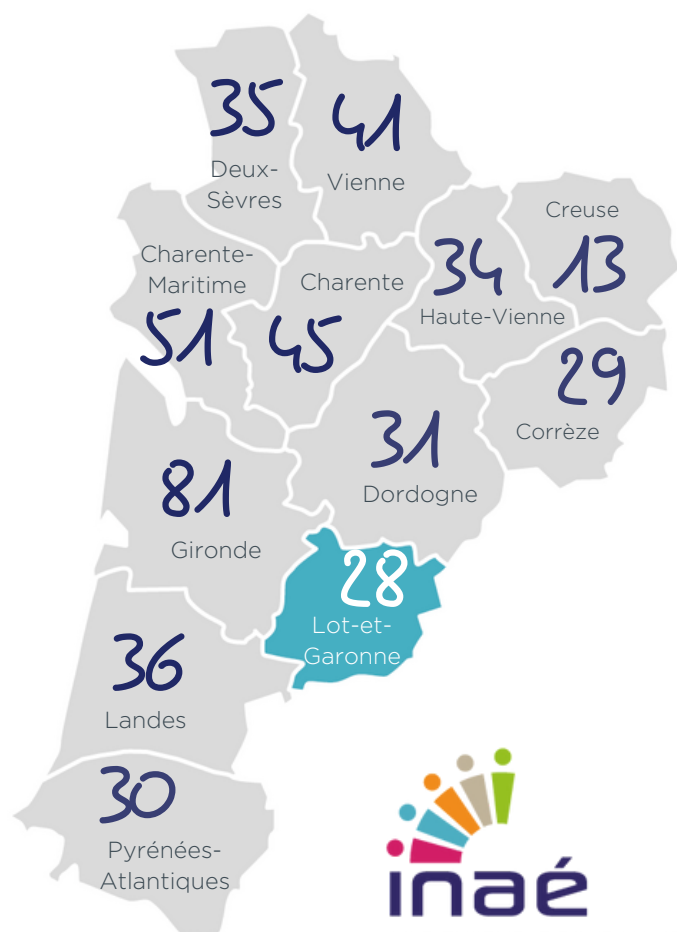 35
Deux-
Sèvres
41
Vienne
Creuse
13
Charente-
Maritime
51
Charente
45
34
Haute-Vienne
29
Corrèze
31
Dordogne
81
Gironde
28
Lot-et-
Garonne
36
Landes
30
Pyrénées-
Atlantiques
inaé